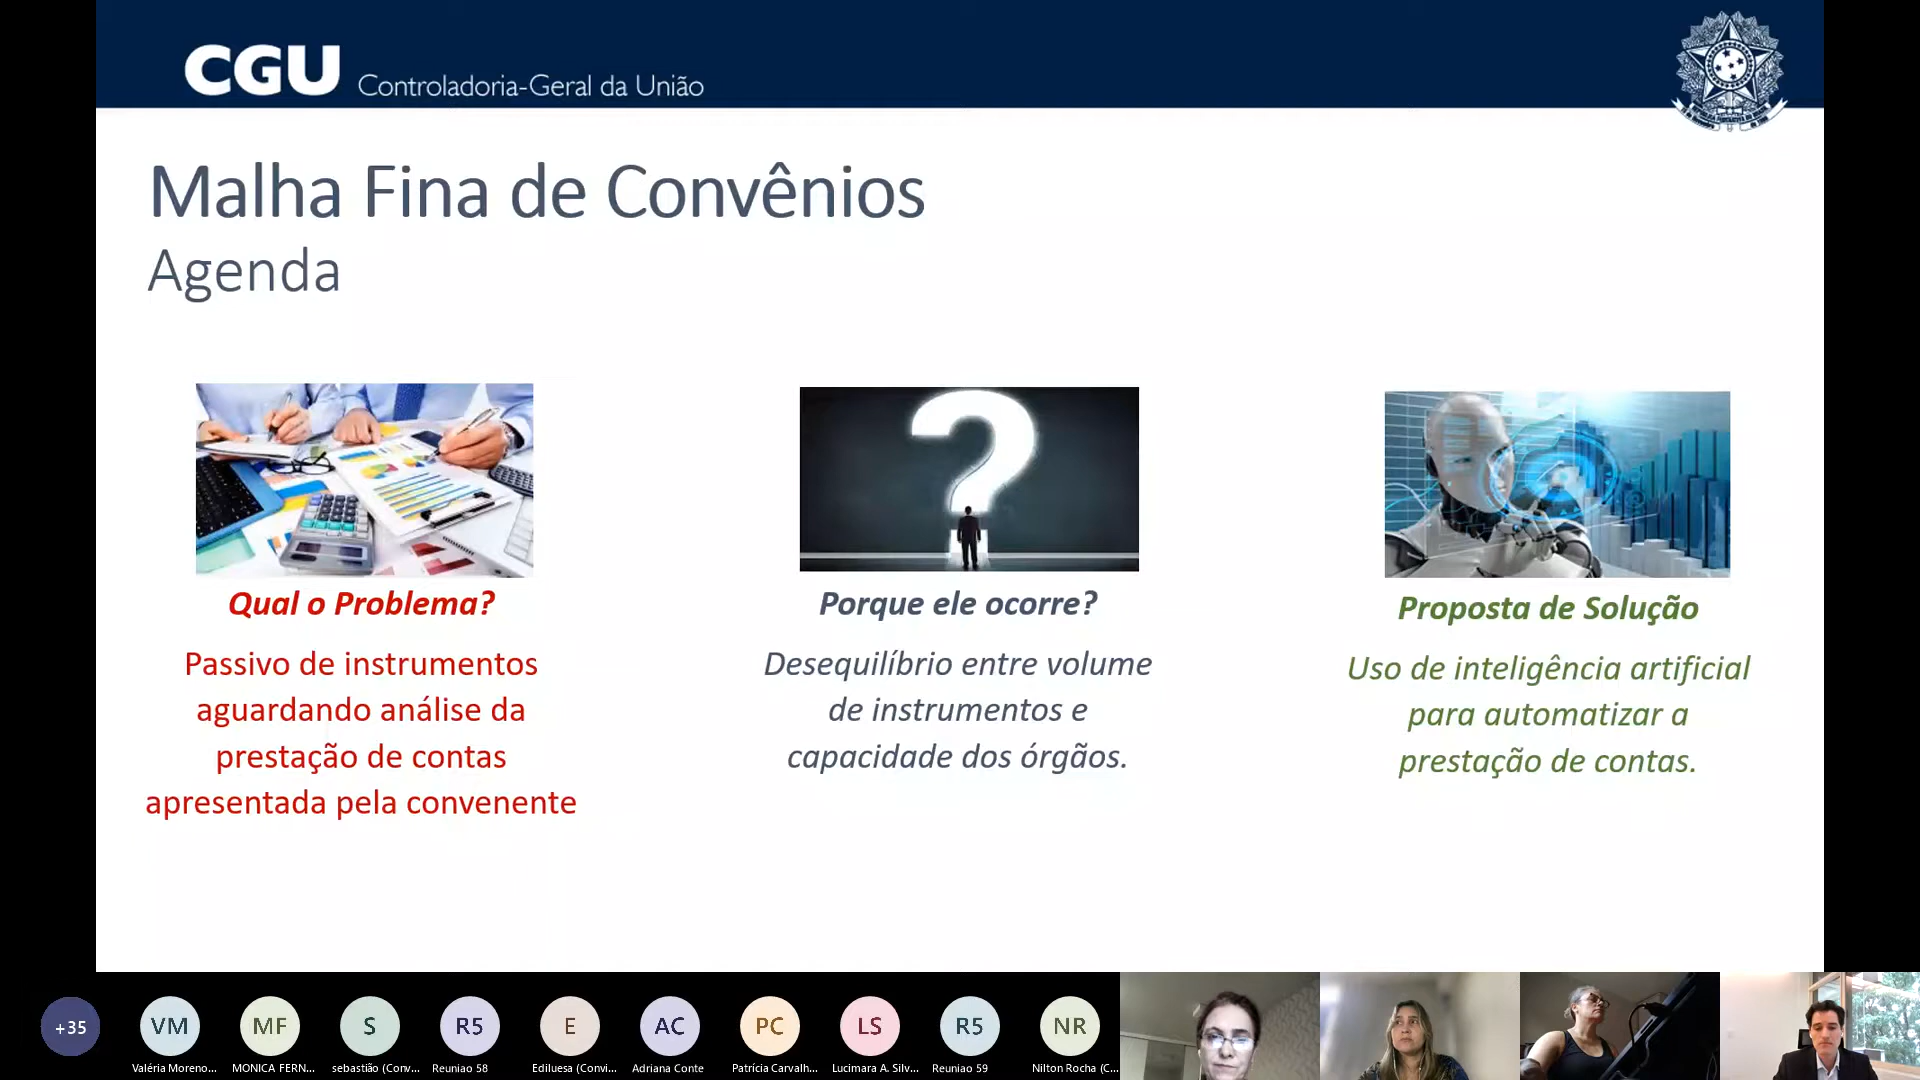 CGU Controladoria-Geral da União
Malha Fina de Convênios
Agenda
Qual o Problema?
Passivo de instrumentos
aguardando análise da
prestação de contas
apresentada pela convenente
Porque ele ocorre?
Desequilíbrio entre volume
de instrumentos e
capacidade dos órgãos.
Proposta de Solução
Uso de inteligência artificial
para automatizar a
prestação de contas.
+35
VM
MF
S
R5
E
AC
PC
LS
R5
NR
Valéria Moreno...
MONICA FERN...
sebastião (Conv...
Reuniao 58
Ediluesa (Convi...
Adriana Conte
Patrícia Carvalh...
Lucimara A. Silv...
Reuniao 59
Nilton Rocha (C...